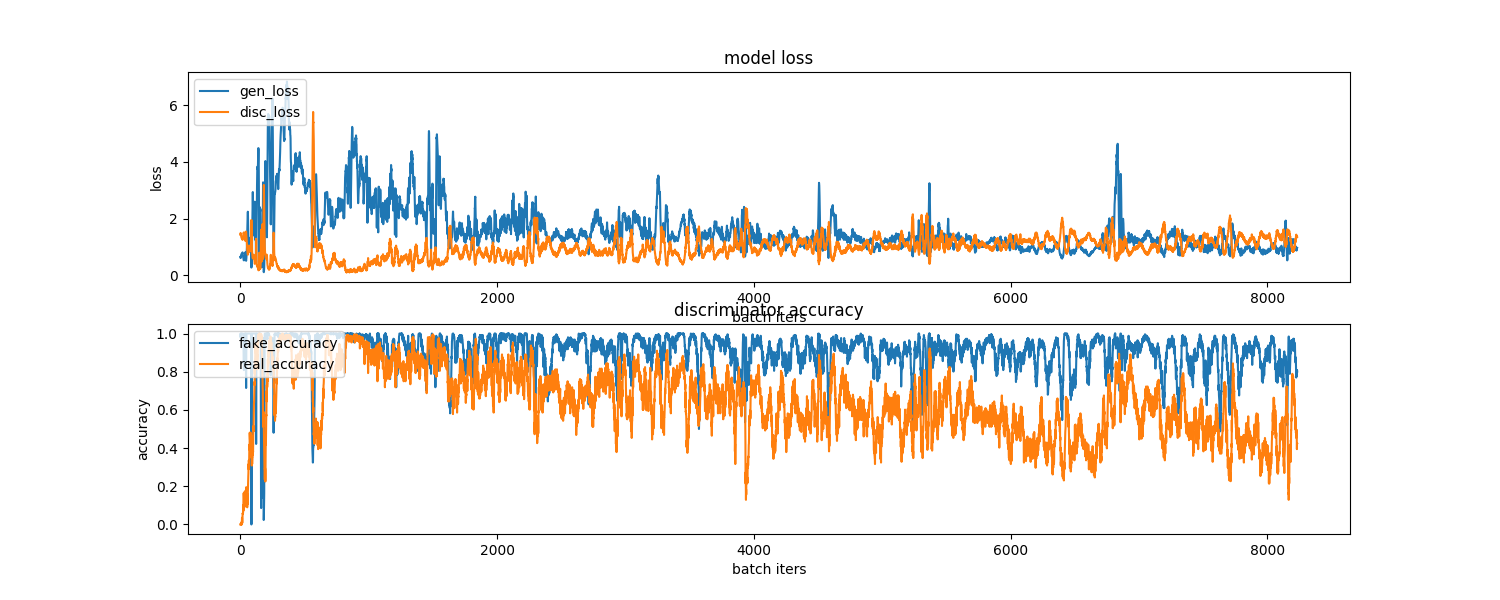 model loss
gen_loss
disc_loss
loss
6
4
2
0
0 2000 4000 6000 8000
batch iters
discriminator accuracy
fake_accuracy
real_accuracy
accuracy
1.0
0.8
0.6
0.4
0.2
0.0
0 2000 4000 6000 8000
batch iters